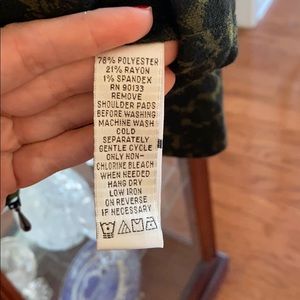 78% POLYESTER
21% RAYON
1% SPANDEX
RN 90133
REMOVE
SHOULDER PADS
BEFORE WASHING
MACHINE WASH
COLD
SEPARATELY
GENTLE CYCLE
ONLY NON-
CHLORINE BLEACH
WHEN NEEDED
HANG DRY
LOW IRON
ON REVERSE
IF NECESSARY